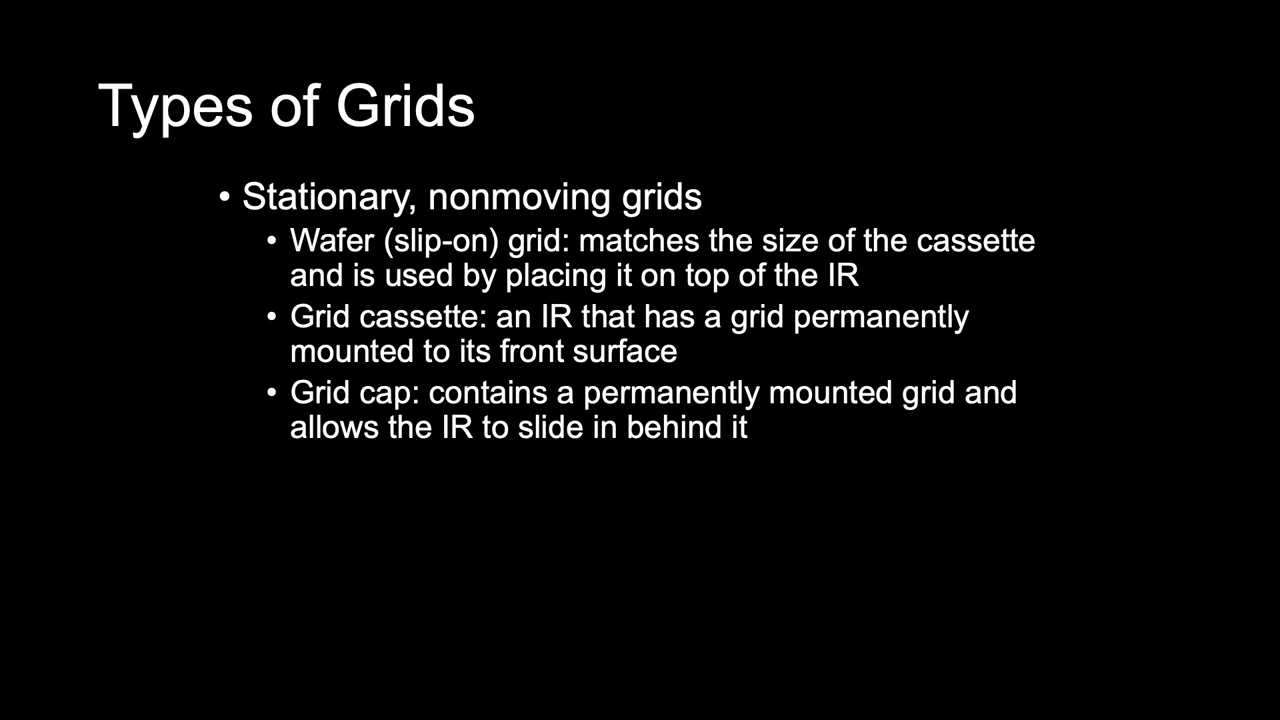 Types of Grids
• Stationary, nonmoving grids
• Wafer (slip-on) grid: matches the size of the cassette
and is used by placing it on top of the IR
• Grid cassette: an IR that has a grid permanently
mounted to its front surface
• Grid cap: contains a permanently mounted grid and
allows the IR to slide in behind it